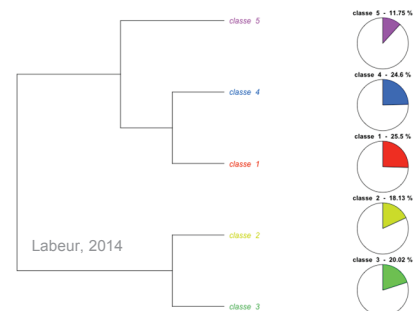 classe 5
classe 5 - 11.75 %
classe 4 - 24.6 %
classe 4
classe 1 - 25.5 %
classe 1
classe 2 - 18.13 %
classe 2
Labeur, 2014
classe 3 - 20.02 %
classe 3